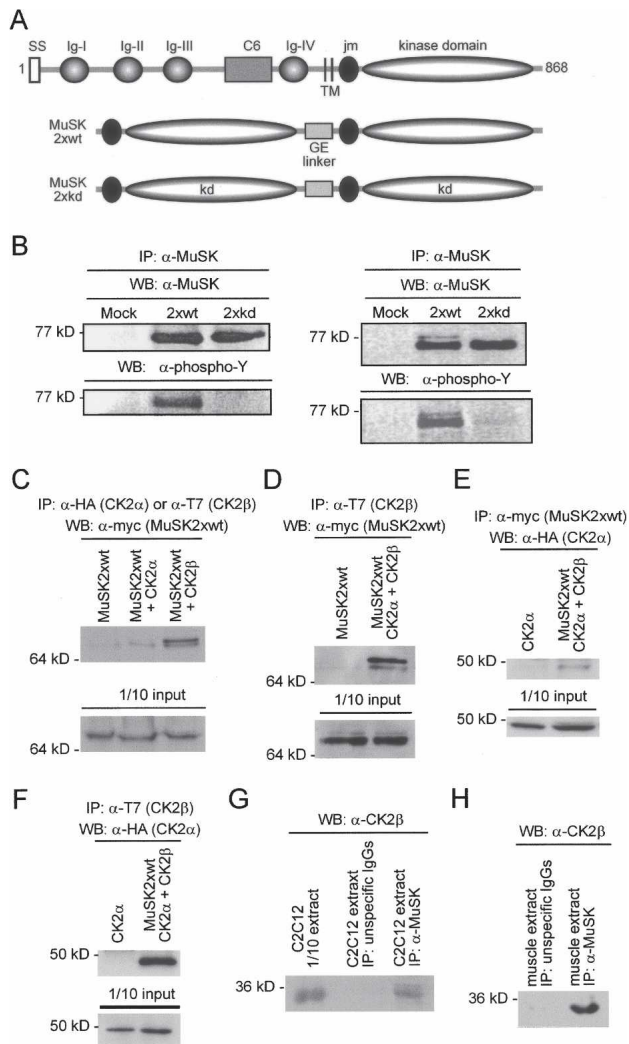 A
SS
Ig-I
Ig-II
Ig-III
C6
Ig-IV
jm
kinase domain
1
868
TM
MuSK
2xwt
GE
linker
MuSK
2xkd
kd
kd
B
IP: α-MuSK
WB: α-MuSK
Mock 2xwt 2xkd
77 kD -
WB: α-phospho-Y
77 kD -
IP: α-MuSK
WB: α-MuSK
Mock 2xwt 2xkd
77 kD -
WB: α-phospho-Y
77 kD -
C
IP: α-HA (CK2α) or α-T7 (CK2β)
WB: α-myc (MuSK2xwt)
MuSK2xwt
MuSK2xwt
+ CK2α
MuSK2xwt
+ CK2β
64 kD -
1/10 input
64 kD -
D
IP: α-T7 (CK2β)
WB: α-myc (MuSK2xwt)
MuSK2xwt
MuSK2xwt
CK2α + CK2β
64 kD -
1/10 input
64 kD -
E
IP: α-myc (MuSK2xwt)
WB: α-HA (CK2α)
CK2α
MuSK2xwt
CK2α + CK2β
50 kD -
1/10 input
50 kD -
F
IP: α-T7 (CK2β)
WB: α-HA (CK2α)
CK2α
MuSK2xwt
CK2α + CK2β
50 kD -
1/10 input
50 kD -
G
WB: α-CK2β
C2C12
1/10 extract
C2C12 extraxt
IP: unspecific IgGs
C2C12 extract
IP: α-MuSK
36 kD -
H
WB: α-CK2β
muscle extract
IP: unspecific IgGs
muscle extract
IP: α-MuSK
36 kD -